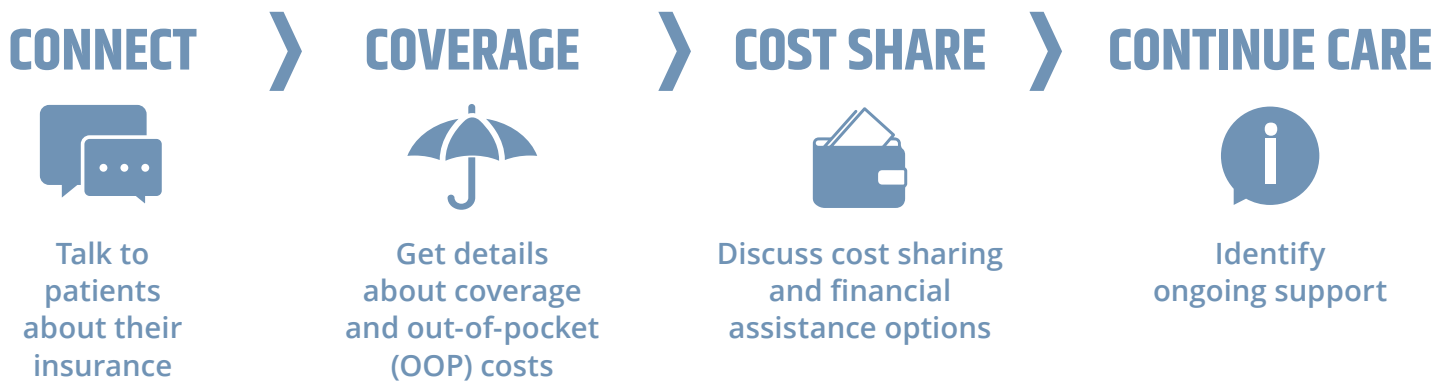 CONNECT
Talk to
patients
about their
insurance
COVERAGE
Get details
about coverage
and out-of-pocket
(OOP) costs
COST SHARE
Discuss cost sharing
and financial
assistance options
CONTINUE CARE
Identify
ongoing support